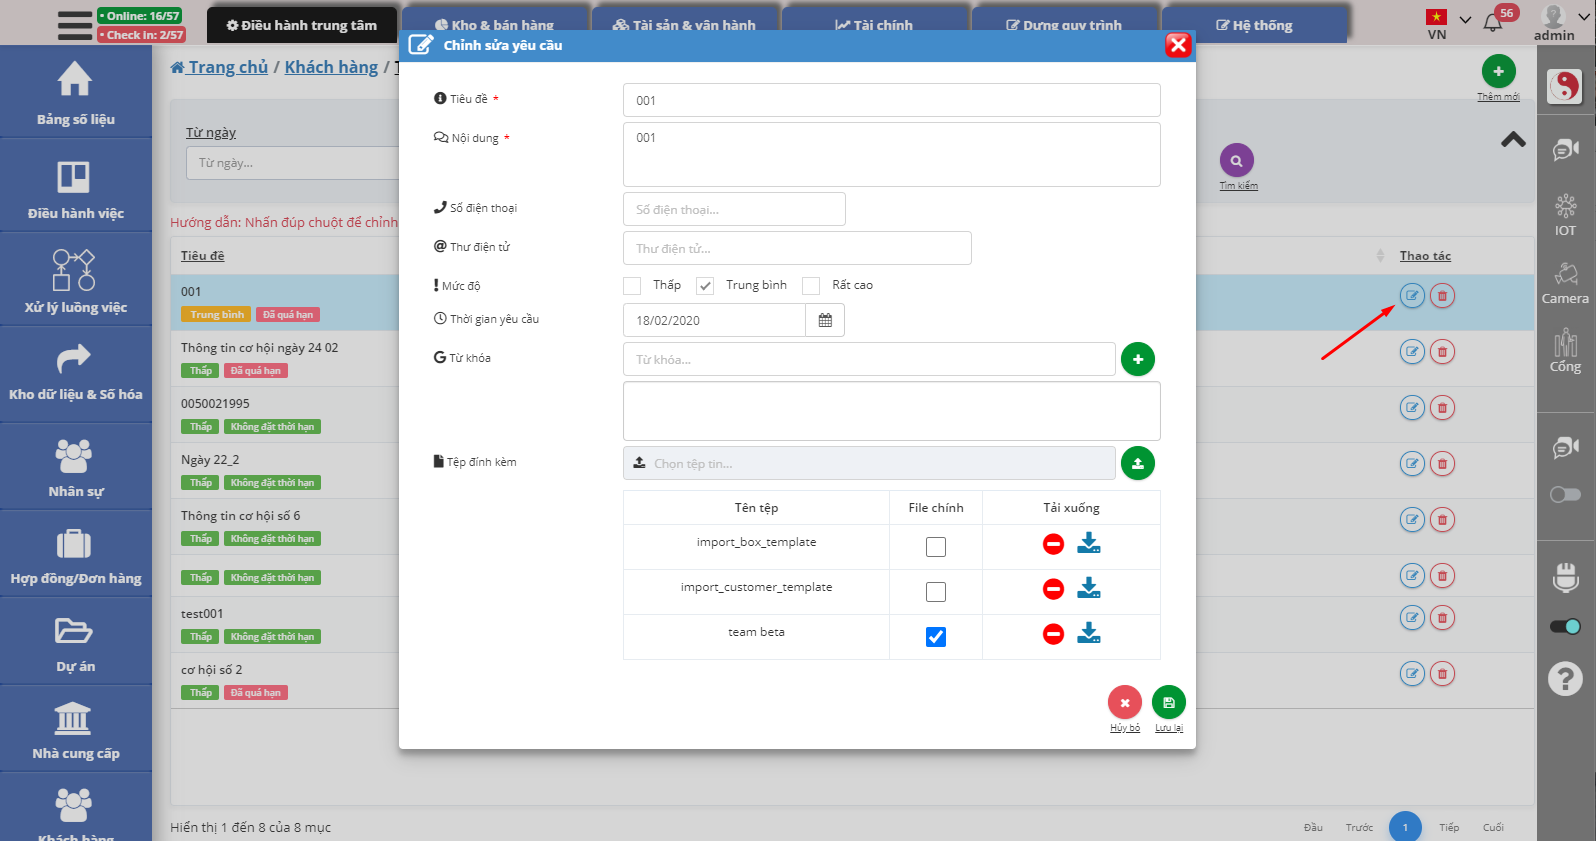 • Online: 16/57
• Check in: 2/57
Điều hành trung tâm
Kho & bán hàng
Tài sản & vận hành
Tài chính
Dựng quy trình
Hệ thống
VN
56
admin
Bảng số liệu
Điều hành việc
Xử lý luồng việc
Kho dữ liệu & Số hóa
Nhân sự
Hợp đồng/Đơn hàng
Dự án
Nhà cung cấp
Khách hàng
Trang chủ / Khách hàng /
Thêm mới
Từ ngày
Từ ngày...
Tìm kiếm
Hướng dẫn: Nhấn đúp chuột để chỉnh
Tiêu đề
Thao tác
001
Trung bình
Đã quá hạn
Thông tin cơ hội ngày 24 02
Thấp
Đã quá hạn
0050021995
Thấp
Không đặt thời hạn
Ngày 22_2
Thấp
Không đặt thời hạn
Thông tin cơ hội số 6
Thấp
Không đặt thời hạn
Thấp
Không đặt thời hạn
test001
Thấp
Không đặt thời hạn
cơ hội số 2
Thấp
Đã quá hạn
Hiển thị 1 đến 8 của 8 mục
Đầu
Trước
1
Tiếp
Cuối
Chỉnh sửa yêu cầu
Tiêu đề *
001
Nội dung *
001
Số điện thoại
Số điện thoại...
Thư điện tử
Thư điện tử...
Mức độ
Thấp
Trung bình
Rất cao
Thời gian yêu cầu
18/02/2020
Từ khóa
Từ khóa...
Tệp đính kèm
Chọn tệp tin...
Tên tệp
File chính
Tải xuống
import_box_template
import_customer_template
team beta
Hủy bỏ
Lưu lại
IOT
Camera
Cổng